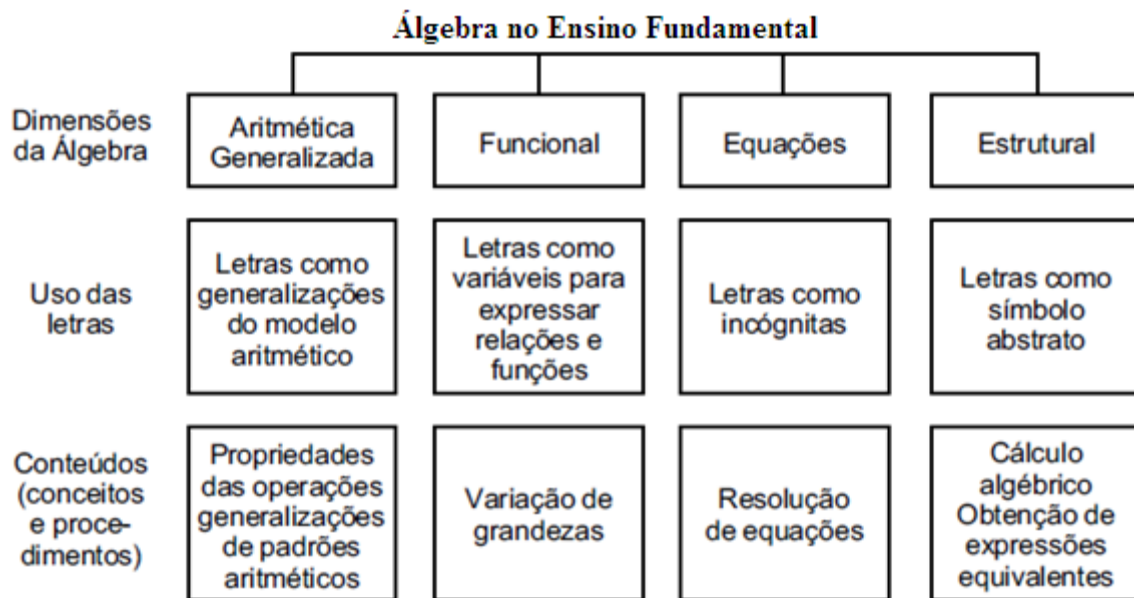 Álgebra no Ensino Fundamental
Dimensões
da Álgebra
Aritmética
Generalizada
Funcional
Equações
Estrutural
Uso das
letras
Letras como
generalizações
do modelo
aritmético
Letras como
variáveis para
expressar
relações e
funções
Letras como
incógnitas
Letras como
símbolo
abstrato
Conteúdos
(conceitos
e proce-
dimentos)
Propriedades
das operações
generalizações
de padrões
aritméticos
Variação de
grandezas
Resolução
de equações
Cálculo
algébrico
Obtenção de
expressões
equivalentes